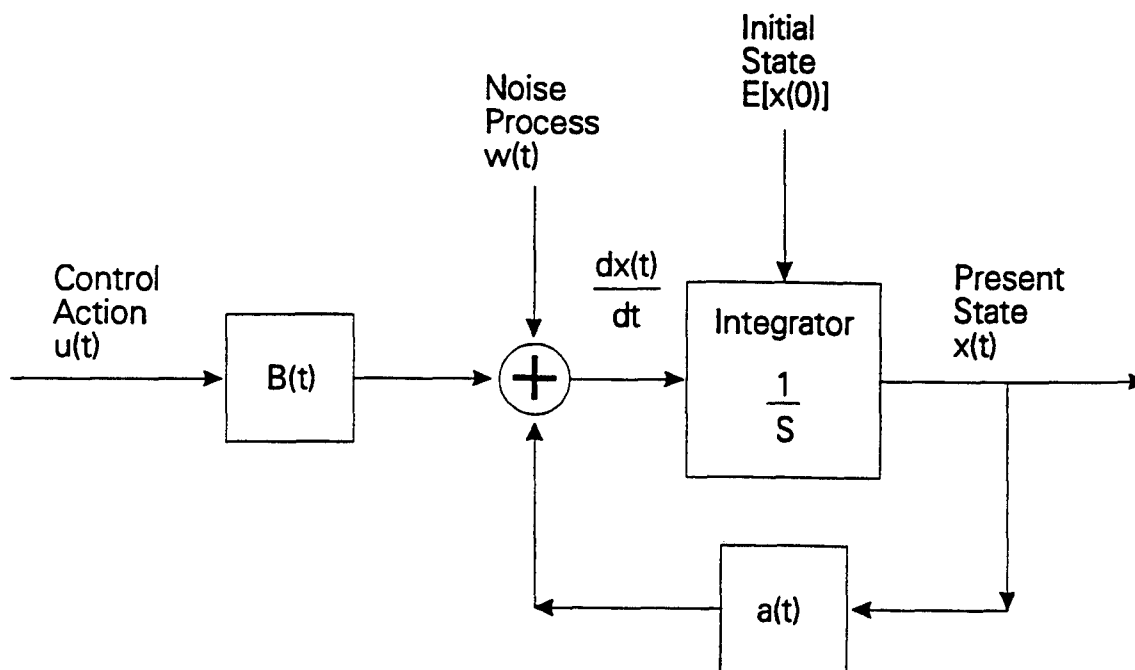 Initial
State
E[x(0)]
Noise
Process
w(t)
Control
Action
u(t)
B(t)
+
dx(t)
dt
Integrator
1
S
Present
State
x(t)
a(t)